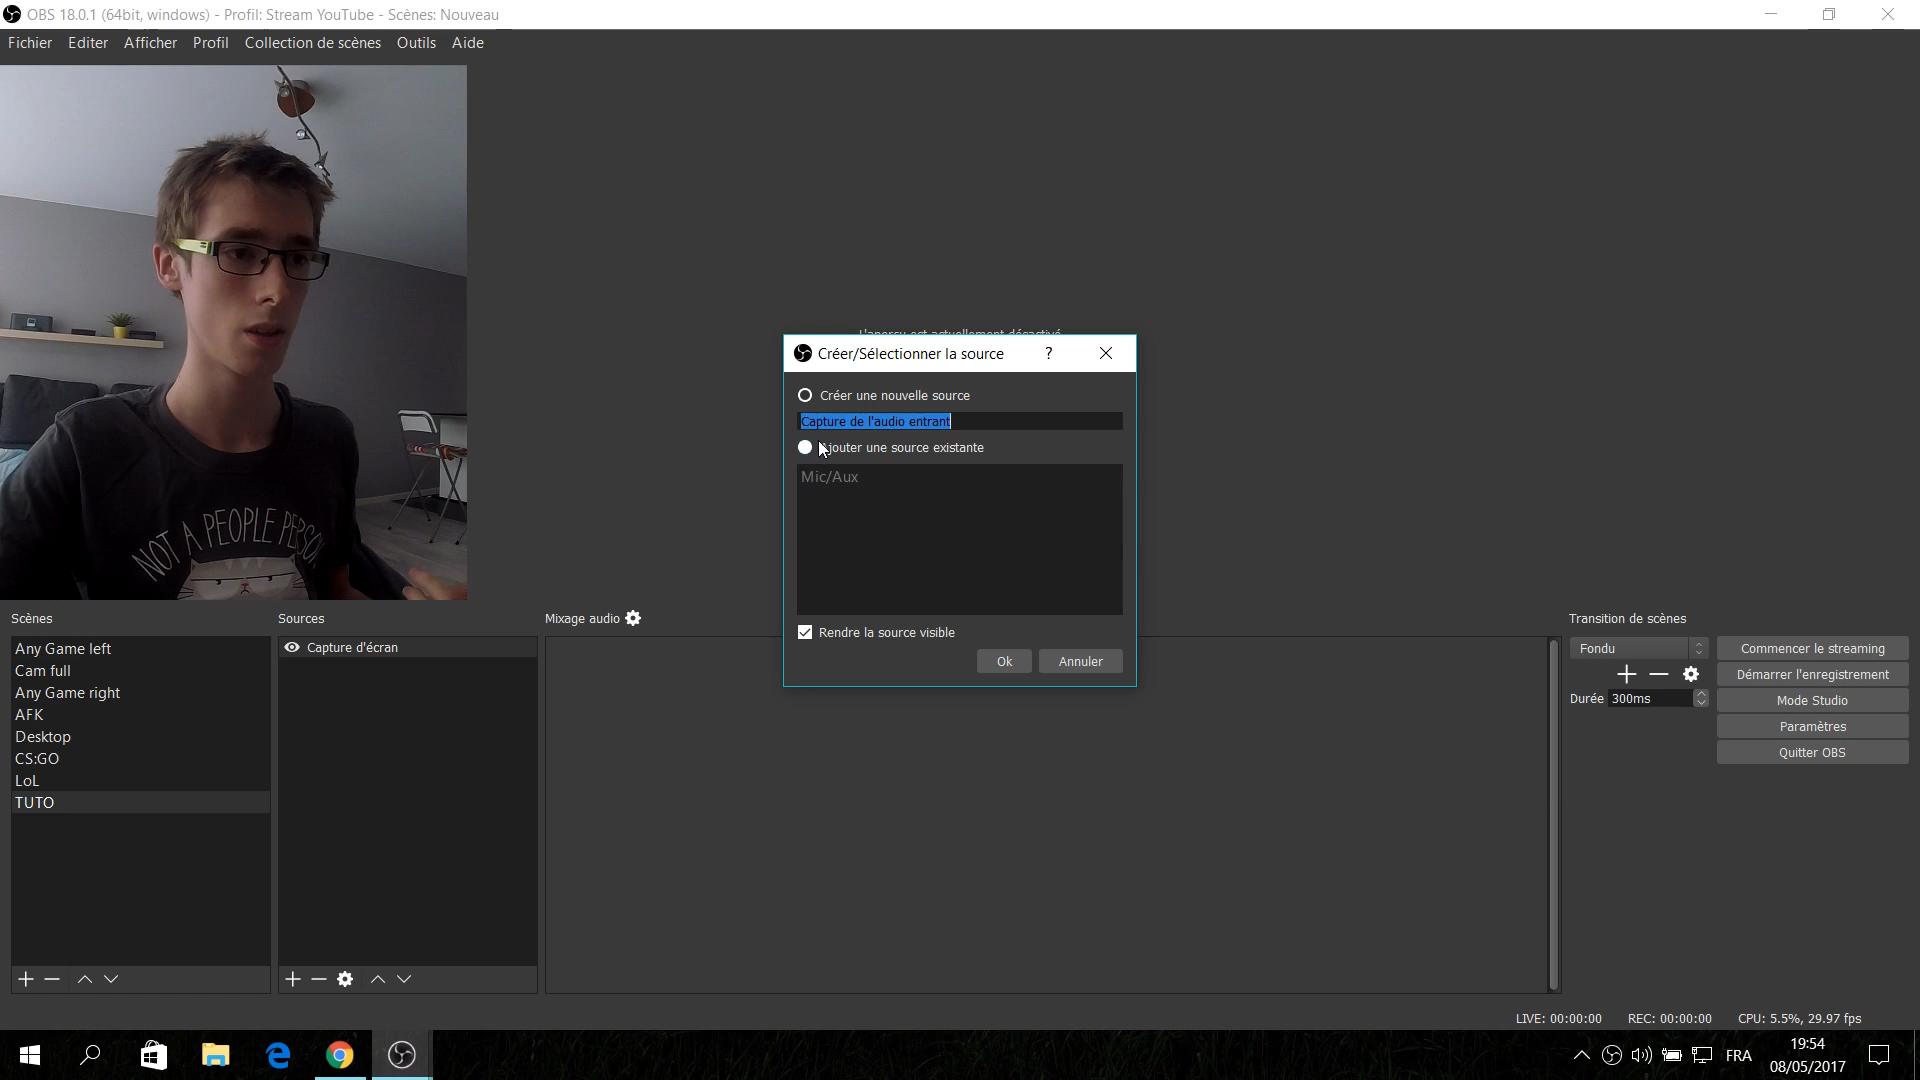 OBS 18.0.1 (64bit, windows) - Profil: Stream YouTube - Scènes: Nouveau
Fichier Editer Afficher Profil Collection de scènes Outils Aide
NOT A PEOPLE PERSON
L'aperçu est actuellement désactivé
Créer/Sélectionner la source ?
Créer une nouvelle source
Capture de l'audio entrant
Ajouter une source existante
Mic/Aux
Rendre la source visible
Ok Annuler
Scènes
Any Game left
Cam full
Any Game right
AFK
Desktop
CS:GO
LoL
TUTO
Sources
Capture d'écran
Mixage audio
Transition de scènes
Fondu
Durée 300ms
Commencer le streaming
Démarrer l'enregistrement
Mode Studio
Paramètres
Quitter OBS
LIVE: 00:00:00 REC: 00:00:00 CPU: 5.5%, 29.97 fps
FRA
19:54
08/05/2017